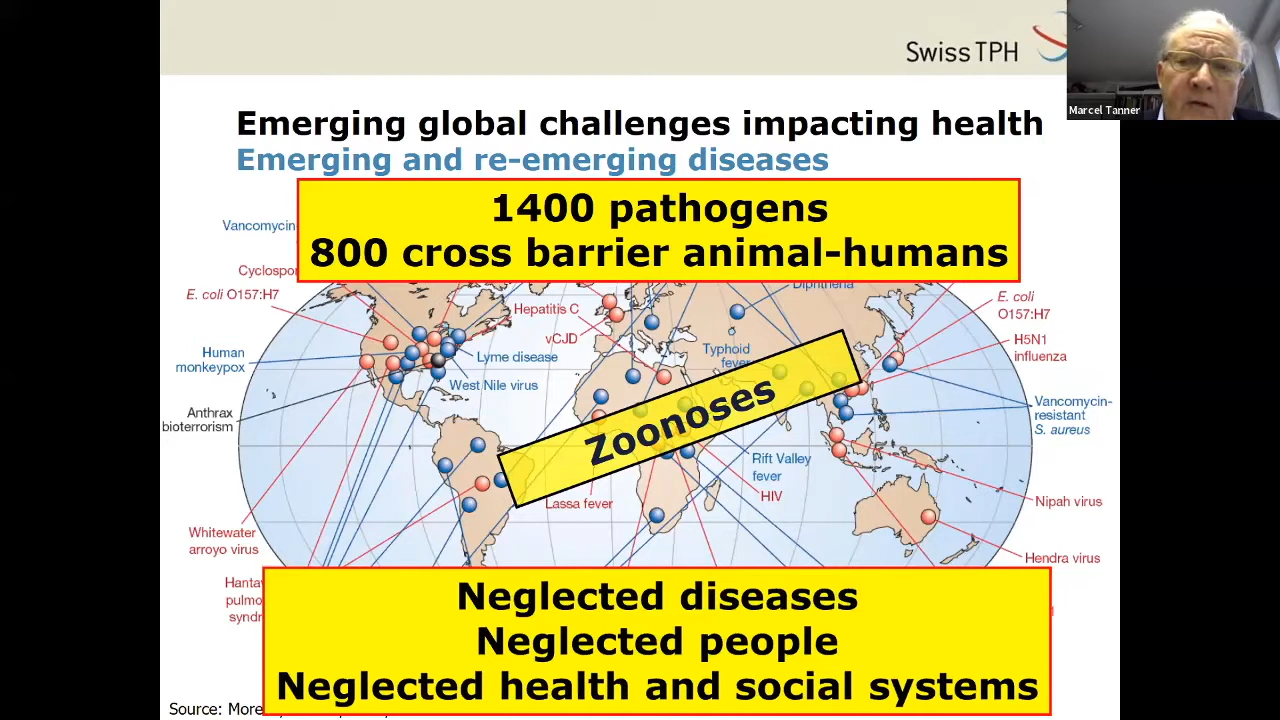 Swiss TPH
Marcel Tanner
Emerging global challenges impacting health
Emerging and re-emerging diseases
1400 pathogens
800 cross barrier animal-humans
Vancomycin
E. coli O157:H7
Hepatitis C
vCJD
Diphtheria
E. coli
O157:H7
H5N1
influenza
Human
monkeypox
Lyme disease
West Nile virus
Typhoid
fever
Anthrax
bioterrorism
Zoonoses
Vancomycin-
resistant
S. aureus
Rift Valley
fever
HIV
Lassa fever
Nipah virus
Whitewater
arroyo virus
Hendra virus
Neglected diseases
Neglected people
Neglected health and social systems
Source: